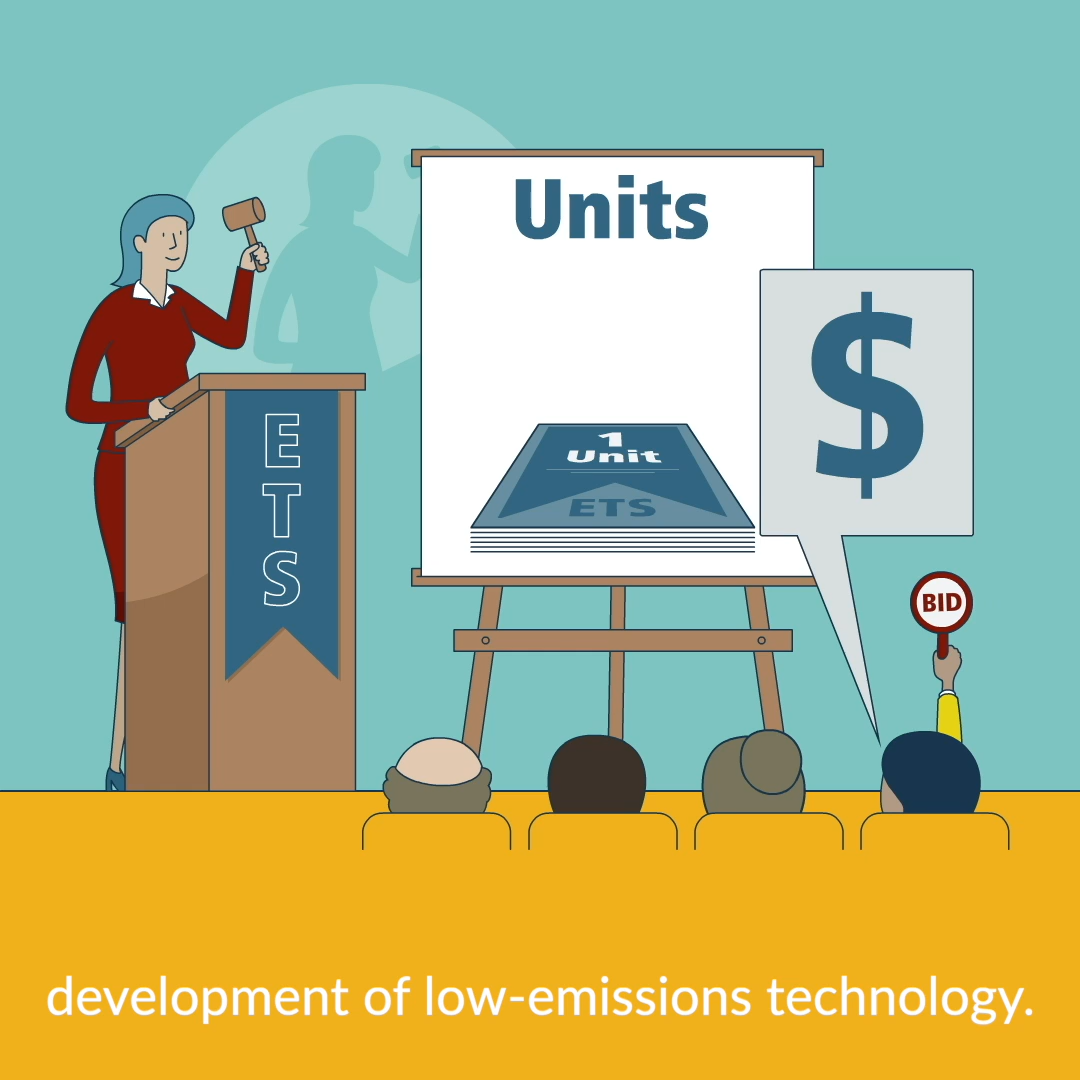 Units
$
1
Unit
ETS
BID
E
T
S
development of low-emissions technology.